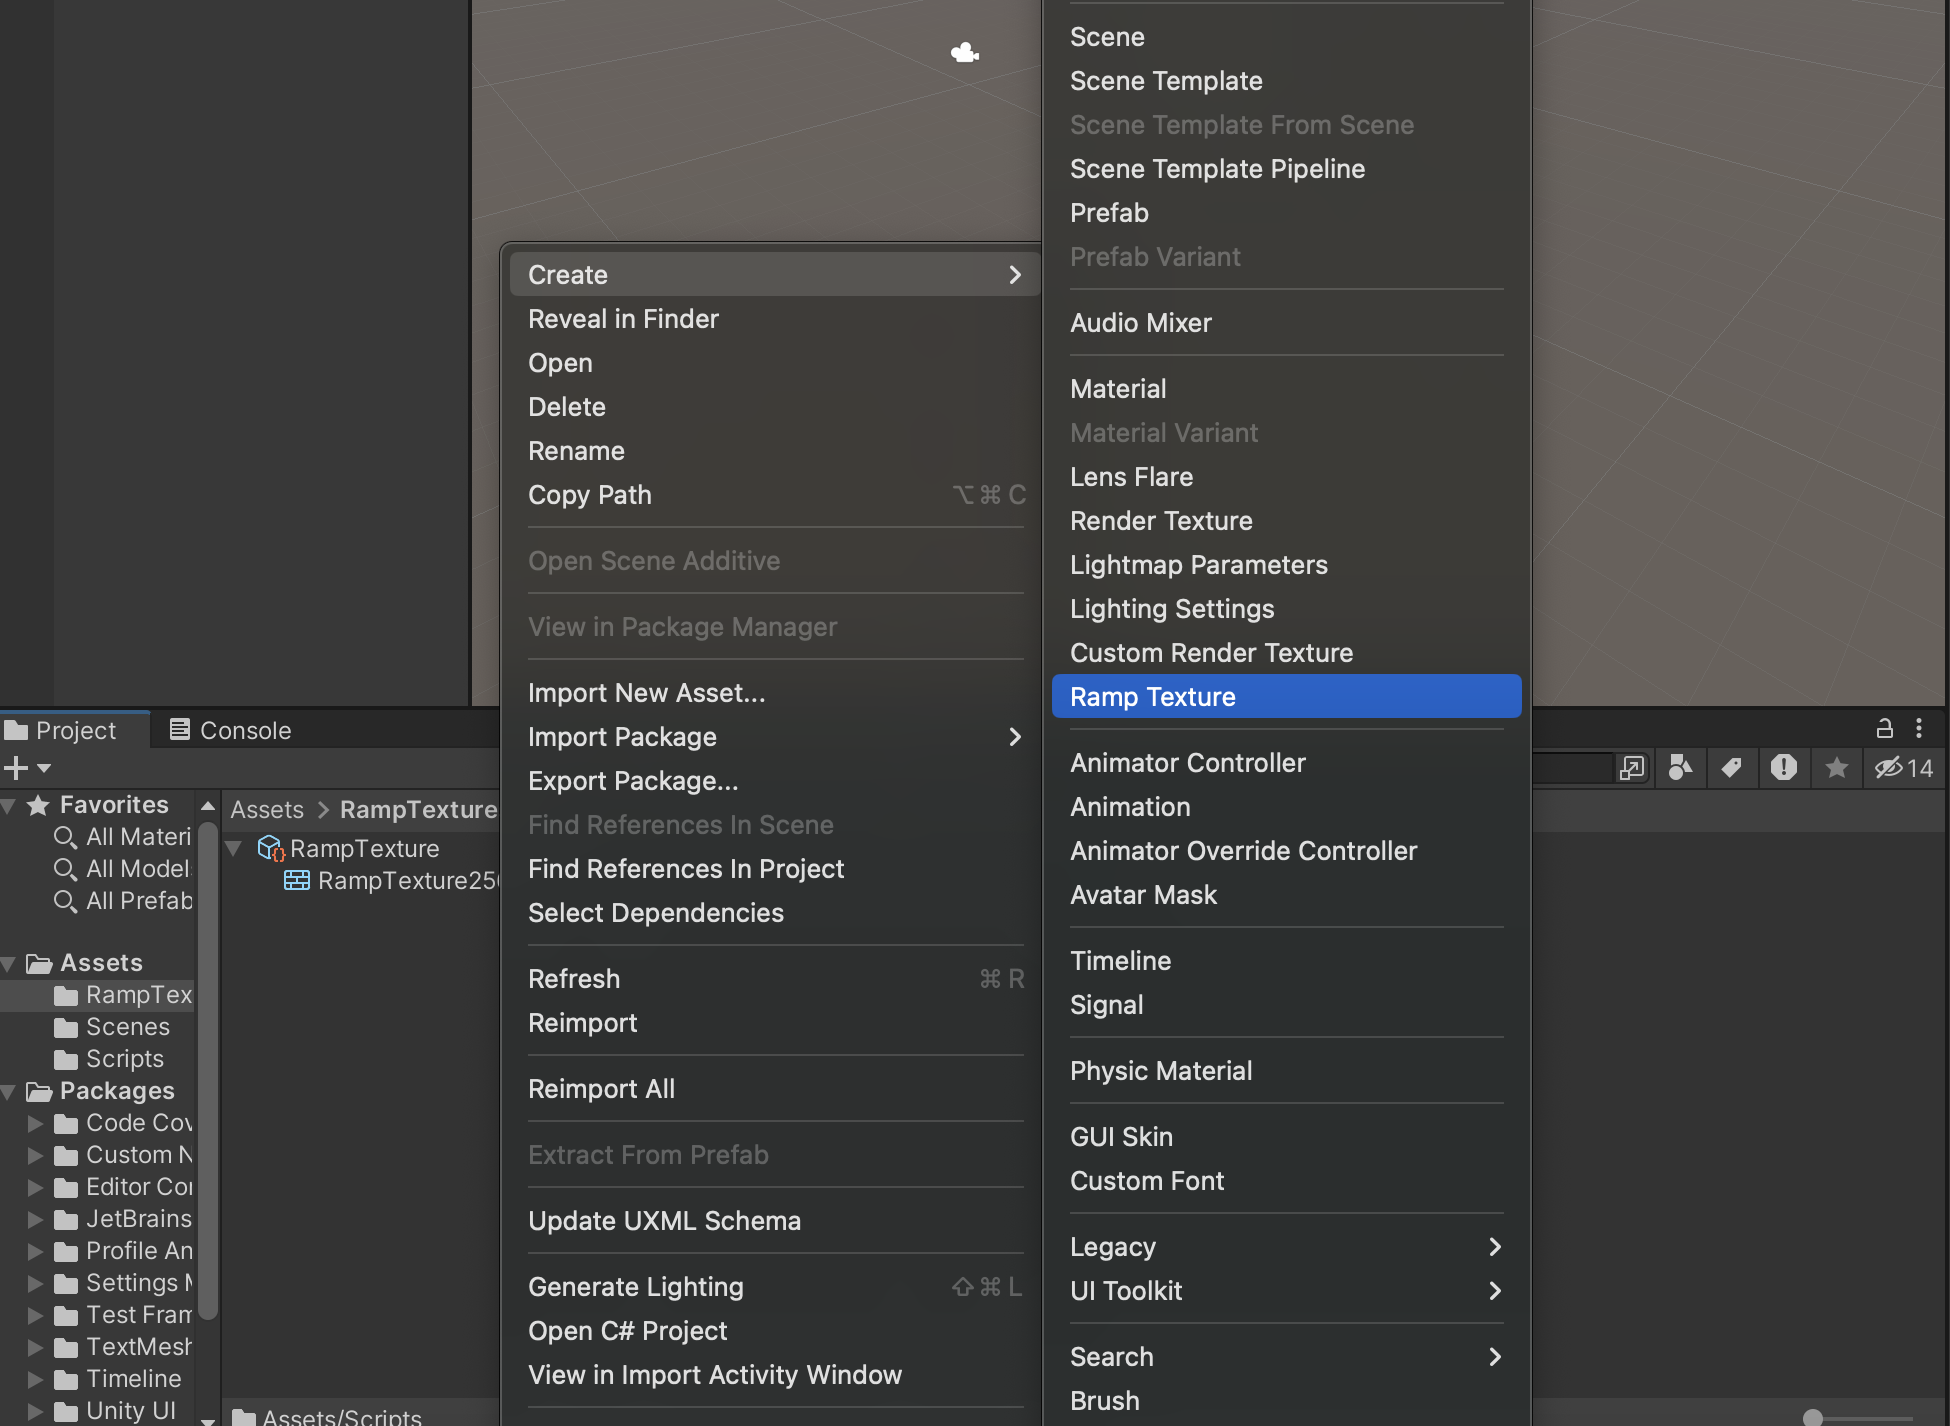 Scene
Scene Template
Scene Template From Scene
Scene Template Pipeline
Prefab
Prefab Variant
Audio Mixer
Material
Material Variant
Lens Flare
Render Texture
Lightmap Parameters
Lighting Settings
Custom Render Texture
Ramp Texture
Animator Controller
Animation
Animator Override Controller
Avatar Mask
Timeline
Signal
Physic Material
GUI Skin
Custom Font
Legacy
UI Toolkit
Search
Brush
Create
Reveal in Finder
Open
Delete
Rename
Copy Path ⌥⌘C
Open Scene Additive
View in Package Manager
Import New Asset...
Import Package
Export Package...
Find References In Scene
Find References In Project
Select Dependencies
Refresh ⌘R
Reimport
Reimport All
Extract From Prefab
Update UXML Schema
Generate Lighting ⇧⌘L
Open C# Project
View in Import Activity Window
Project Console
14
Favorites
All Materi
All Model
All Prefab
Assets
RampTex
Scenes
Scripts
Packages
Code Cov
Custom N
Editor Cor
JetBrains
Profile An
Settings M
Test Fram
TextMesh
Timeline
Unity UI
Assets > RampTexture
RampTexture
RampTexture25
Assets/Scripts